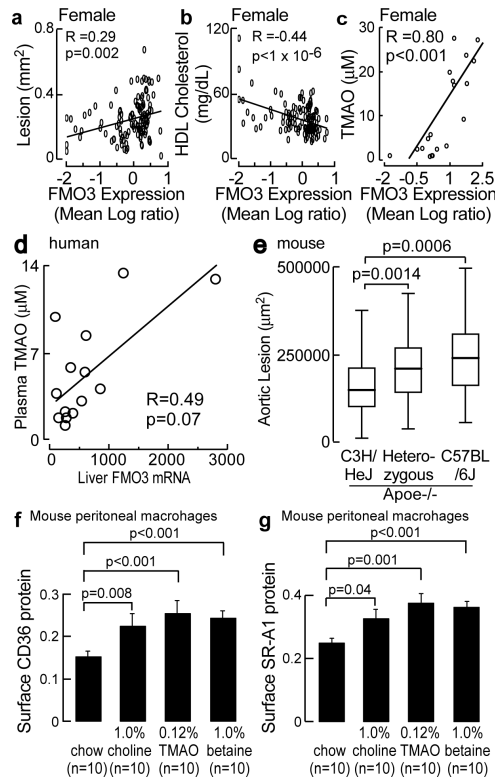 a Female
R =0.29
p=0.002
Lesion (mm²)
0.8
0.4
0
-2 -1 0 1
FMO3 Expression
(Mean Log ratio)
b Female
R=-0.44
p<1 x 10-6
HDL Cholesterol
(mg/dL)
120
60
0
-2 -1 0 1
FMO3 Expression
(Mean Log ratio)
c Female
R = 0.80
p<0.001
TMAO (μM)
30
20
10
0
-2 -0.5 1 2.5
FMO3 Expression
(Mean Log ratio)
d human
Plasma TMAO (μM)
14
7
0
R=0.49
p=0.07
0 1000 2000 3000
Liver FMO3 mRNA
e mouse
p=0.0006
p=0.0014
Aortic Lesion (μm²)
500000
250000
0
C3H/ Hetero- C57BL
HeJ zygous /6J
Apoe-/-
f Mouse peritoneal macrohages
p<0.001
p<0.001
p=0.008
Surface CD36 protein
0.3
0.2
0.1
0
1.0% 0.12% 1.0%
chow choline TMAO betaine
(n=10) (n=10) (n=10) (n=10)
g Mouse peritoneal macrophages
p<0.001
p=0.001
p=0.04
Surface SR-A1 protein
0.4
0.2
0
1.0% 0.12% 1.0%
chow choline TMAO betaine
(n=10) (n=10) (n=10) (n=10)